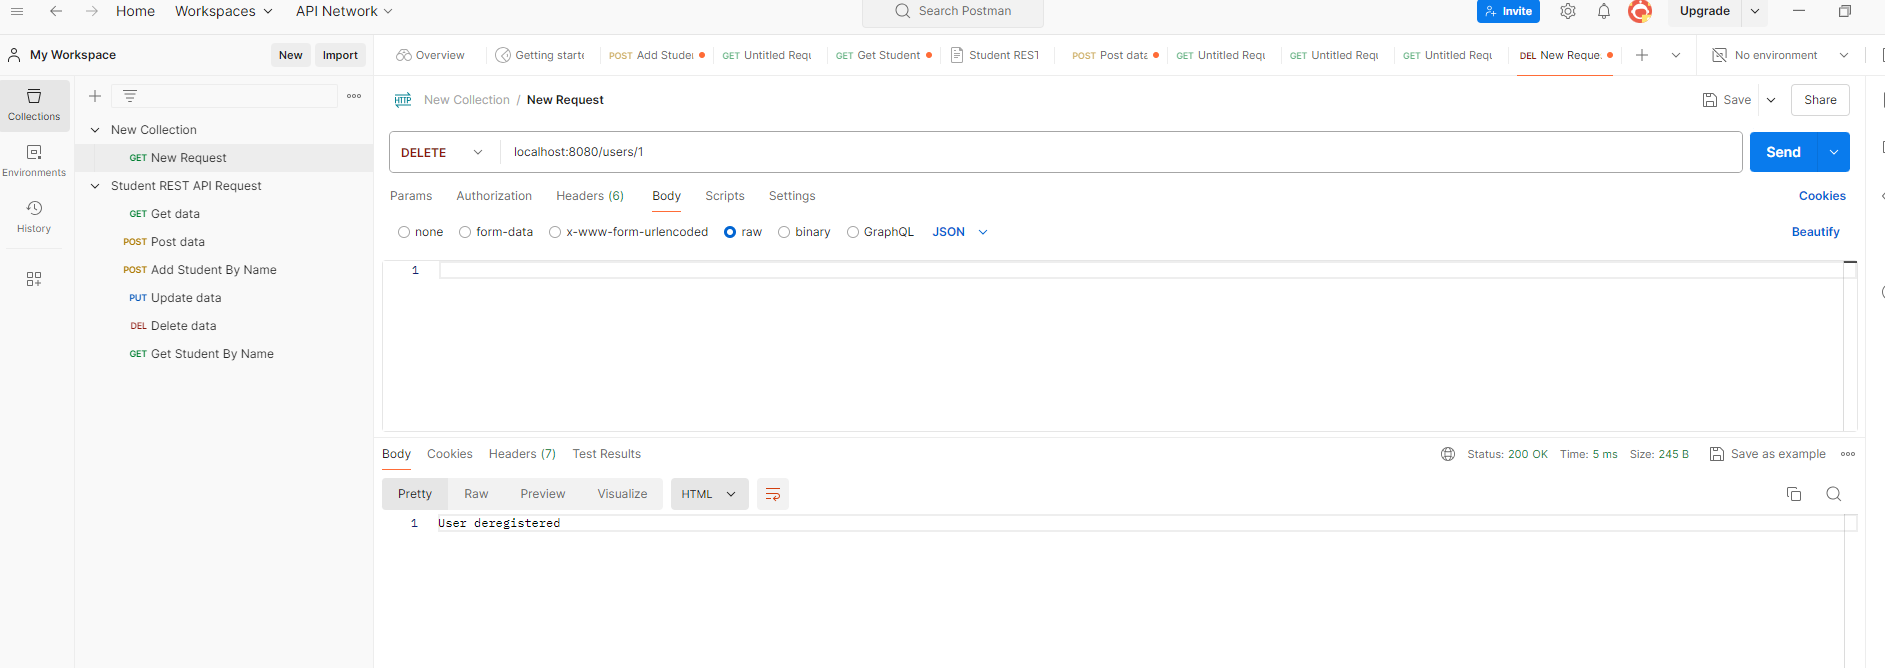 Home Workspaces API Network Search Postman Invite Upgrade
My Workspace New Import Overview Getting starte POST Add Studer GET Untitled Requ GET Get Student Student REST POST Post data GET Untitled Requ GET Untitled Requ GET Untitled Requ DEL New Reque No environment
Collections
Environments
History
New Collection
GET New Request
Student REST API Request
GET Get data
POST Post data
POST Add Student By Name
PUT Update data
DEL Delete data
GET Get Student By Name
HTTP New Collection / New Request Save Share
DELETE localhost:8080/users/1 Send
Params Authorization Headers (6) Body Scripts Settings Cookies
none form-data x-www-form-urlencoded raw binary GraphQL JSON Beautify
1
Body Cookies Headers (7) Test Results Status: 200 OK Time: 5 ms Size: 245 B Save as example
Pretty Raw Preview Visualize HTML
1 User deregistered